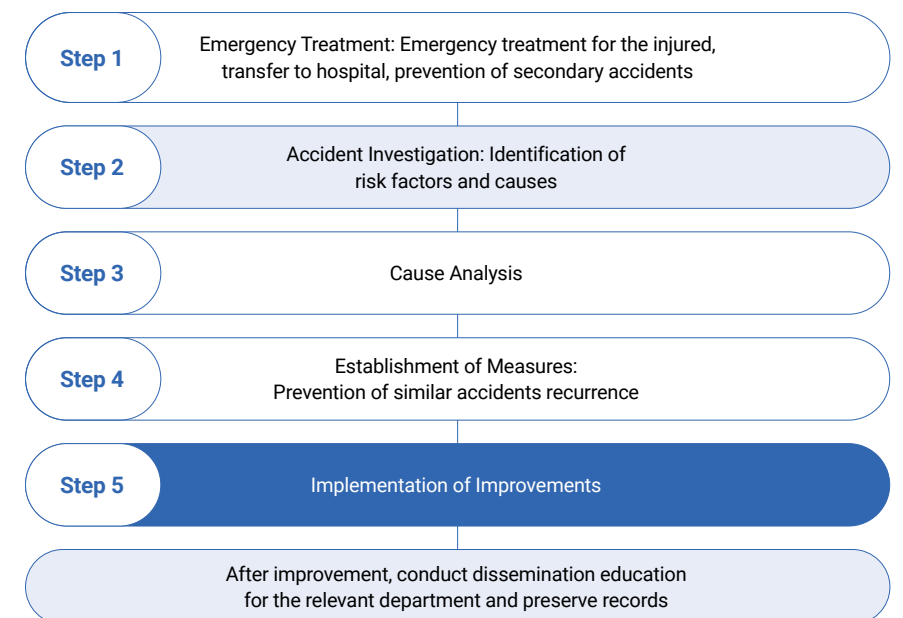 Step 1
Emergency Treatment: Emergency treatment for the injured,
transfer to hospital, prevention of secondary accidents
Step 2
Accident Investigation: Identification of
risk factors and causes
Step 3
Cause Analysis
Step 4
Establishment of Measures:
Prevention of similar accidents recurrence
Step 5
Implementation of Improvements
After improvement, conduct dissemination education
for the relevant department and preserve records